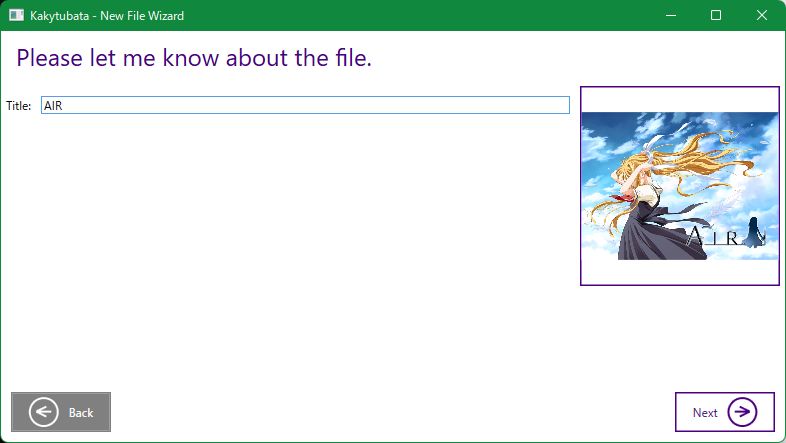 Kakytubata - New File Wizard
Please let me know about the file.
Title: AIR
AIR
Back
Next